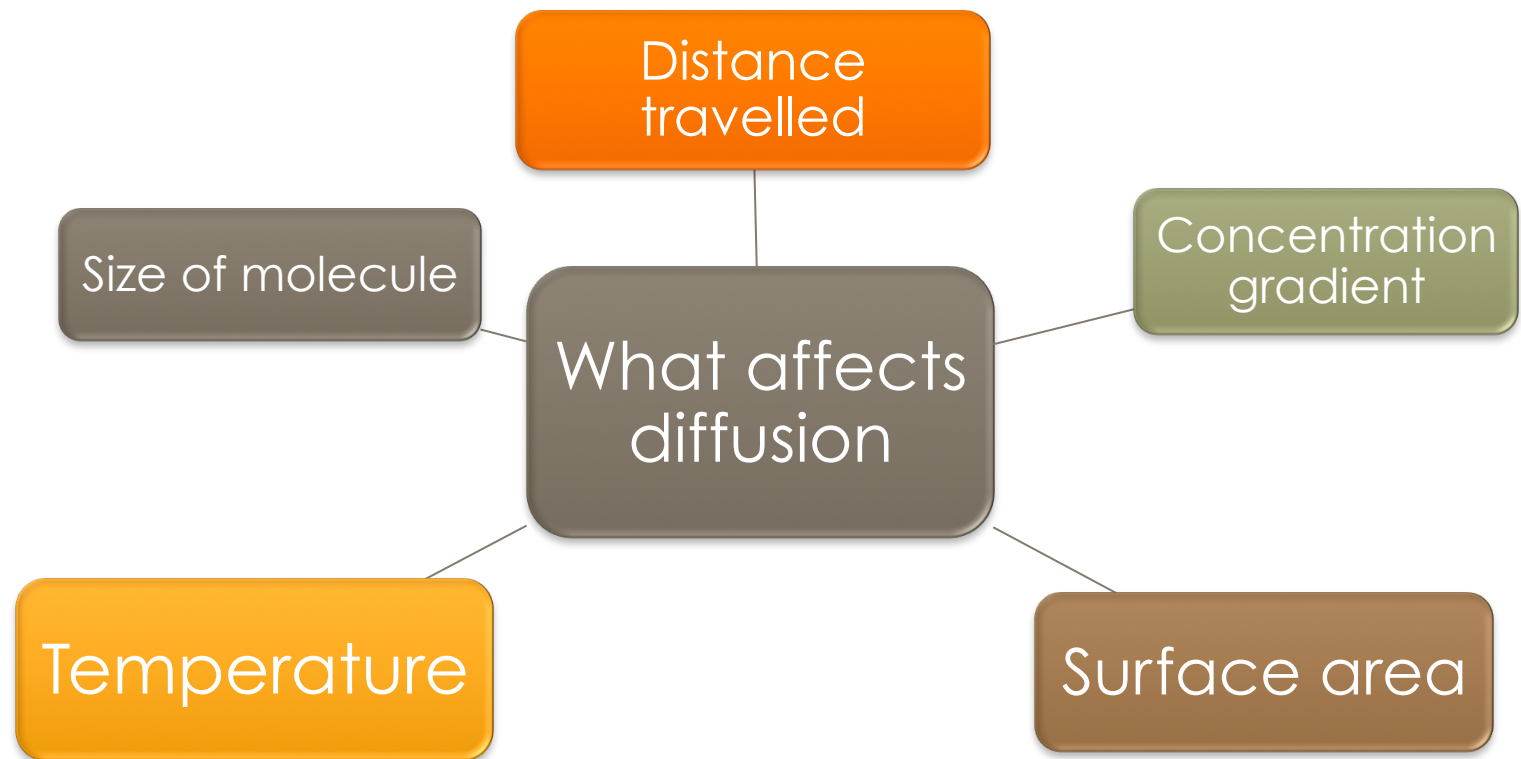 Distance
travelled
Size of molecule
Concentration
gradient
What affects
diffusion
Temperature
Surface area